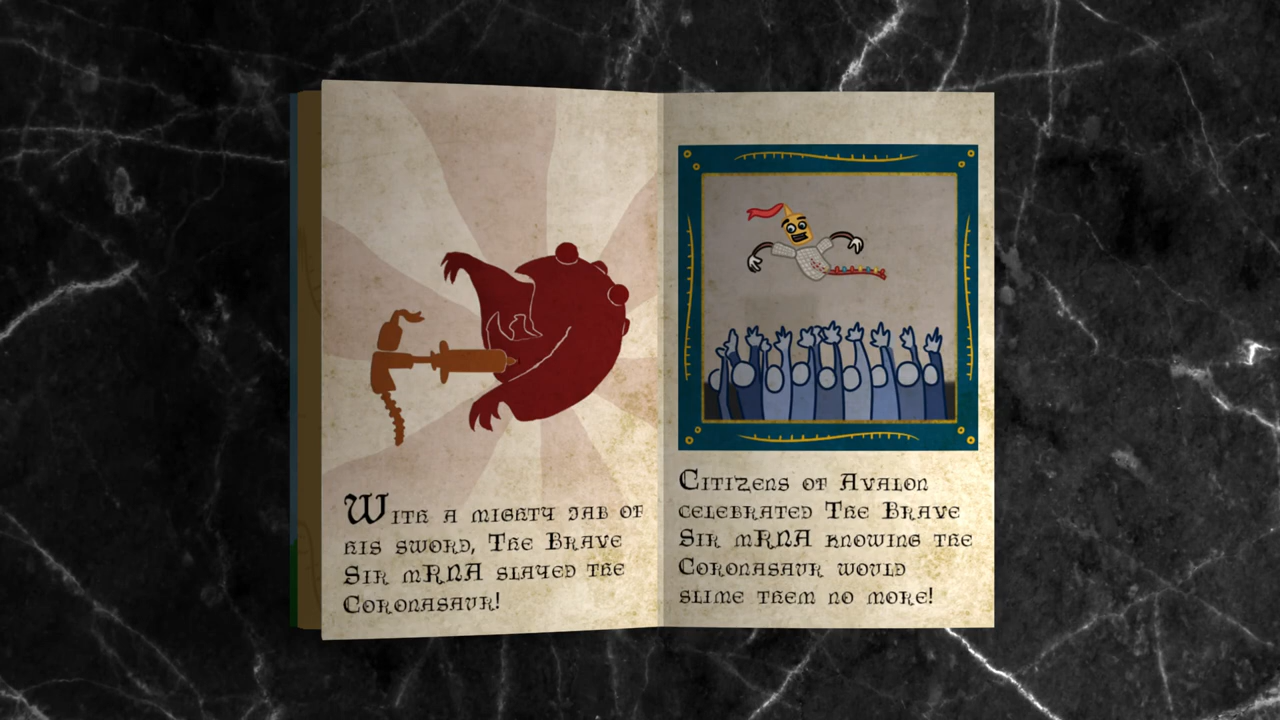 With a mighty jab of
his sword, The Brave
Sir mRNA slayed the
Coronasaur!
Citizens of Avalon
celebrated The Brave
Sir mRNA knowing the
Coronasaur would
slime them no more!